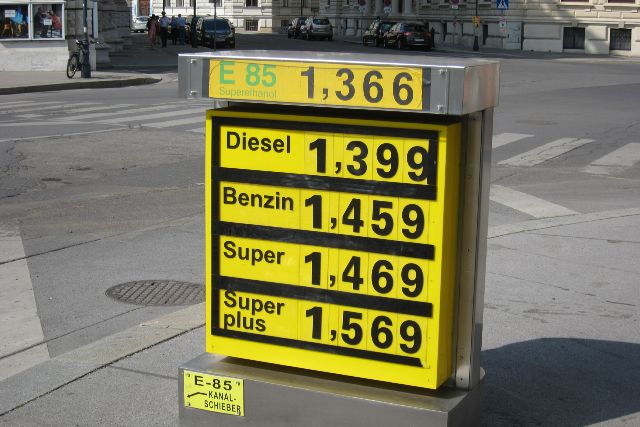 E 85 1,366
Superethanol
Diesel 1,399
Benzin 1,459
Super 1,469
Super
plus 1,569
E-85
KANAL-
SCHIEBER